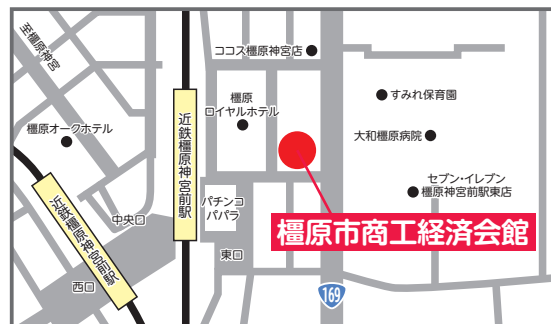 至橿原神宮
ココス橿原神宮店
すみれ保育園
橿原
ロイヤルホテル
橿原オークホテル
近鉄橿原神宮前駅
大和橿原病院
セブン・イレブン
橿原神宮前駅東店
パチンコ
パパラ
近鉄橿原神宮前駅
中央口
橿原市商工経済会館
東口
西口
169